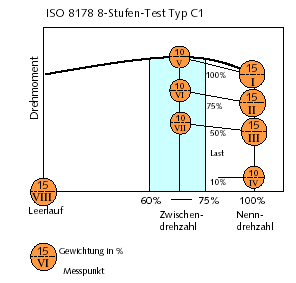 ISO 8178 8-Stufen-Test Typ C1
Drehmoment
10
V
15
I
100%
10
VI
75%
15
II
10
VII
50%
15
III
Last
10%
10
IV
15
VIII
Leerlauf
60%
75%
100%
Zwischen-
drehzahl
Nenn-
drehzahl
15
VI
Gewichtung in %
Messpunkt